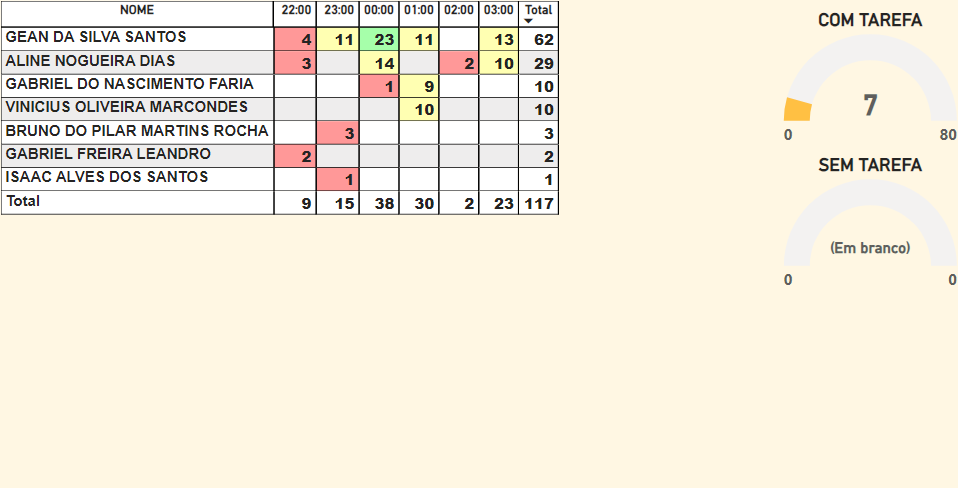 NOME 22:00 23:00 00:00 01:00 02:00 03:00 Total
GEAN DA SILVA SANTOS 4 11 23 11 13 62
ALINE NOGUEIRA DIAS 3 14 2 10 29
GABRIEL DO NASCIMENTO FARIA 1 9 10
VINICIUS OLIVEIRA MARCONDES 10 10
BRUNO DO PILAR MARTINS ROCHA 3 3
GABRIEL FREIRA LEANDRO 2 2
ISAAC ALVES DOS SANTOS 1 1
Total 9 15 38 30 2 23 117
COM TAREFA
7
0 80
SEM TAREFA
(Em branco)
0 0